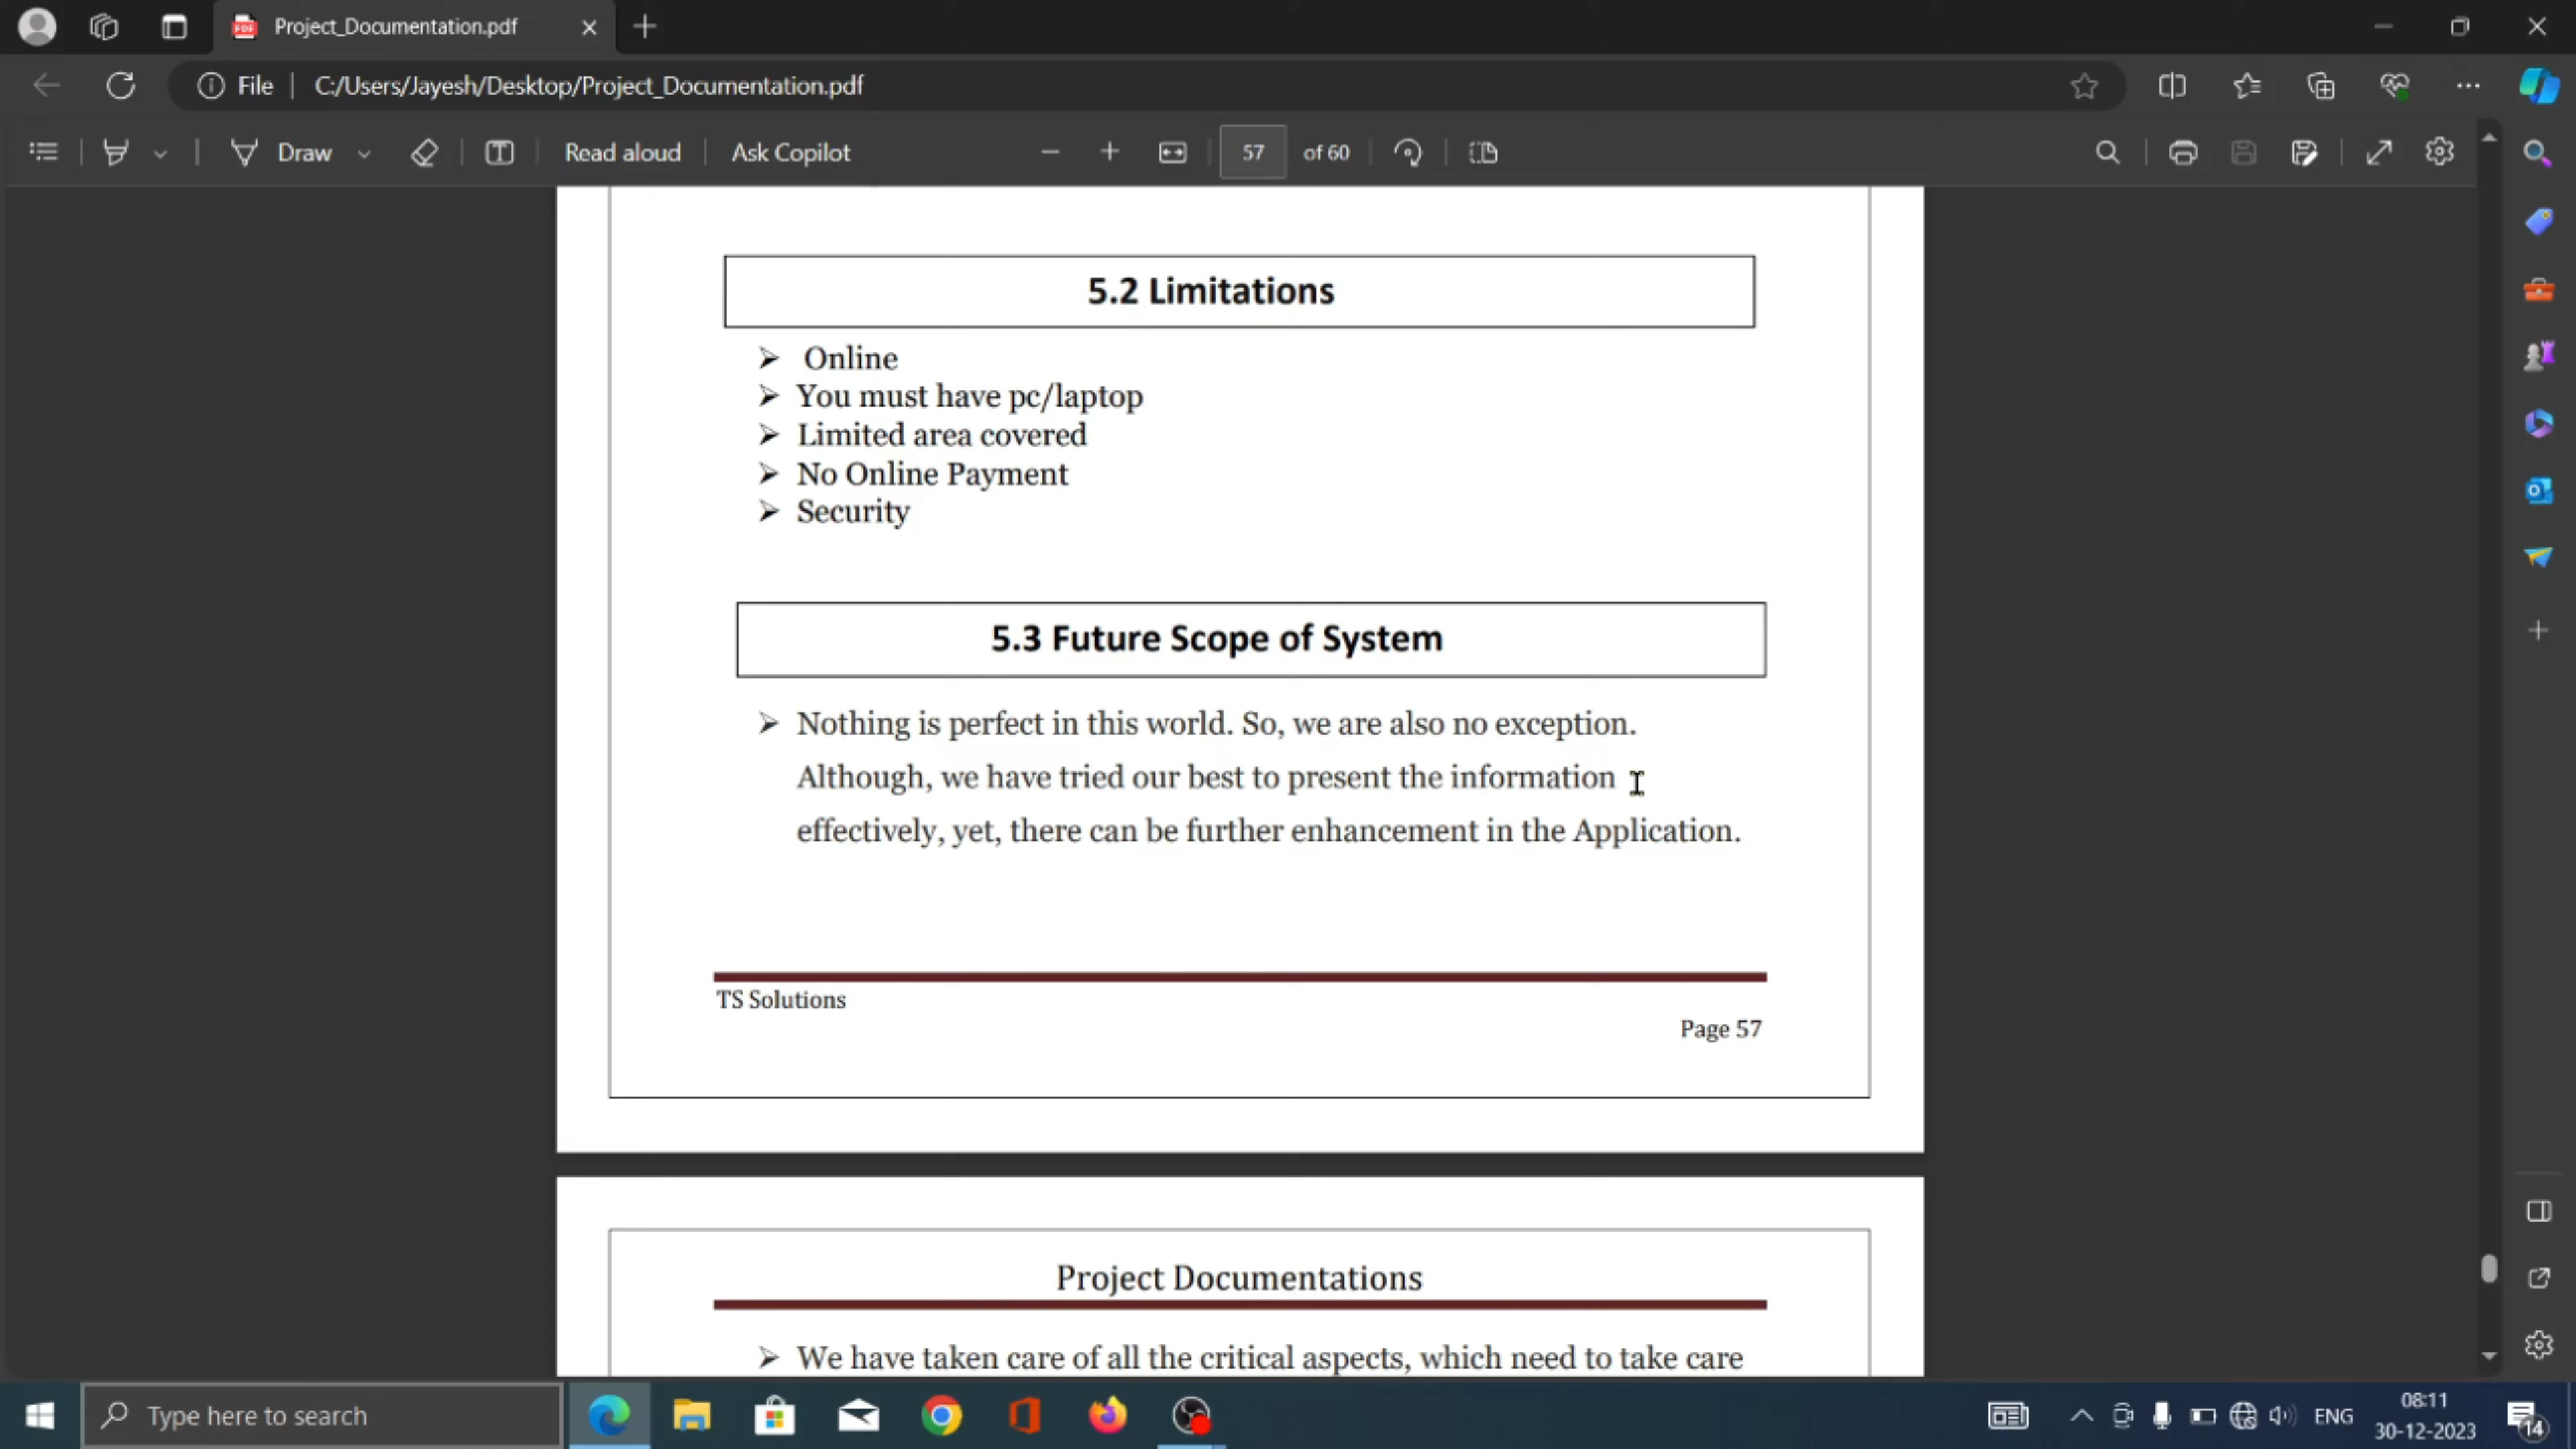 Project_Documentation.pdf
File | C:/Users/Jayesh/Desktop/Project_Documentation.pdf
Draw Read aloud Ask Copilot 57 of 60
5.2 Limitations
➢ Online
➢ You must have pc/laptop
➢ Limited area covered
➢ No Online Payment
➢ Security
5.3 Future Scope of System
➢ Nothing is perfect in this world. So, we are also no exception.
Although, we have tried our best to present the information
effectively, yet, there can be further enhancement in the Application.
TS Solutions
Page 57
Project Documentations
➢ We have taken care of all the critical aspects, which need to take care
Type here to search
ENG
08:11
30-12-2023
14